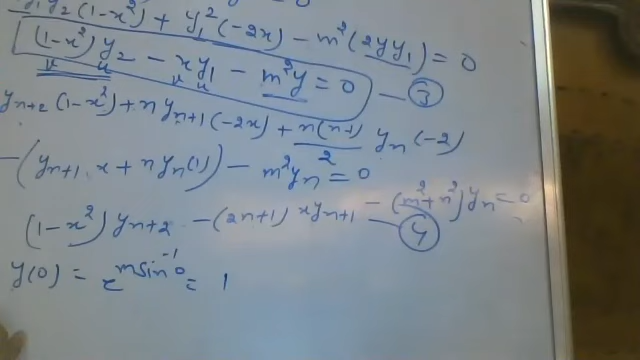 y₁y₂(1-x²) + y₁²(-2x) - m²(2yy₁) = 0
(1-x²)y₂ - xy₁ - m²y = 0 — ③
yₙ₊₂(1-x²) + n yₙ₊₁(-2x) + n(n-1)/2 yₙ(-2)
-(yₙ₊₁ x + n yₙ(1)) - m²yₙ = 0
(1-x²)yₙ₊₂ - (2n+1)xyₙ₊₁ - (m²+n²)yₙ = 0 — ④
y(0) = e^(m sin⁻¹ 0) = 1